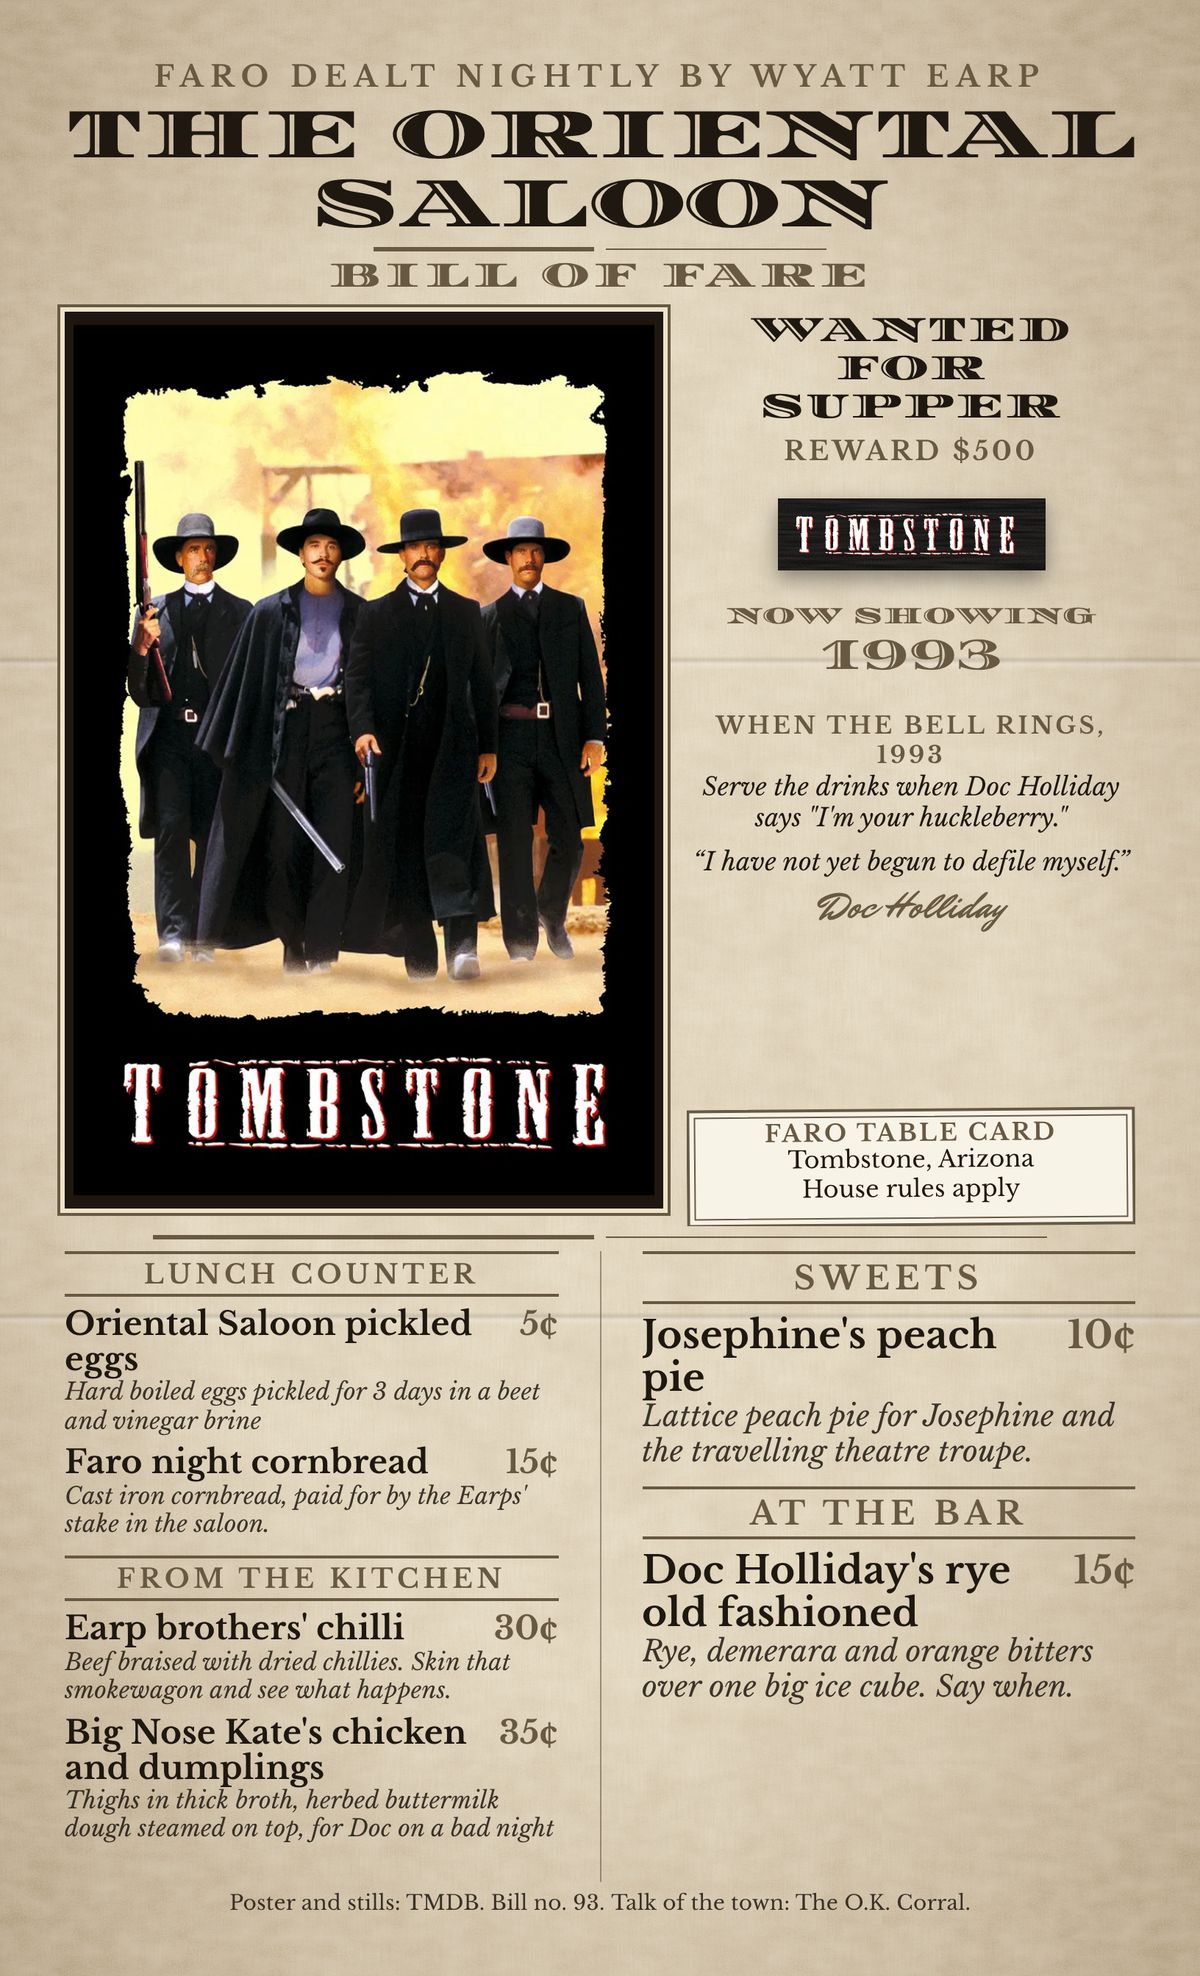 FARO DEALT NIGHTLY BY WYATT EARP
THE ORIENTAL
SALOON
BILL OF FARE
TOMBSTONE
WANTED
FOR
SUPPER
REWARD $500
TOMBSTONE
NOW SHOWING
1993
WHEN THE BELL RINGS,
1993
Serve the drinks when Doc Holliday
says "I'm your huckleberry."
“I have not yet begun to defile myself.”
Doc Holliday
FARO TABLE CARD
Tombstone, Arizona
House rules apply
LUNCH COUNTER
Oriental Saloon pickled 5¢
eggs
Hard boiled eggs pickled for 3 days in a beet
and vinegar brine
Faro night cornbread 15¢
Cast iron cornbread, paid for by the Earps'
stake in the saloon.
FROM THE KITCHEN
Earp brothers' chilli 30¢
Beef braised with dried chillies. Skin that
smokewagon and see what happens.
Big Nose Kate's chicken 35¢
and dumplings
Thighs in thick broth, herbed buttermilk
dough steamed on top, for Doc on a bad night
SWEETS
Josephine's peach 10¢
pie
Lattice peach pie for Josephine and
the travelling theatre troupe.
AT THE BAR
Doc Holliday's rye 15¢
old fashioned
Rye, demerara and orange bitters
over one big ice cube. Say when.
Poster and stills: TMDB. Bill no. 93. Talk of the town: The O.K. Corral.